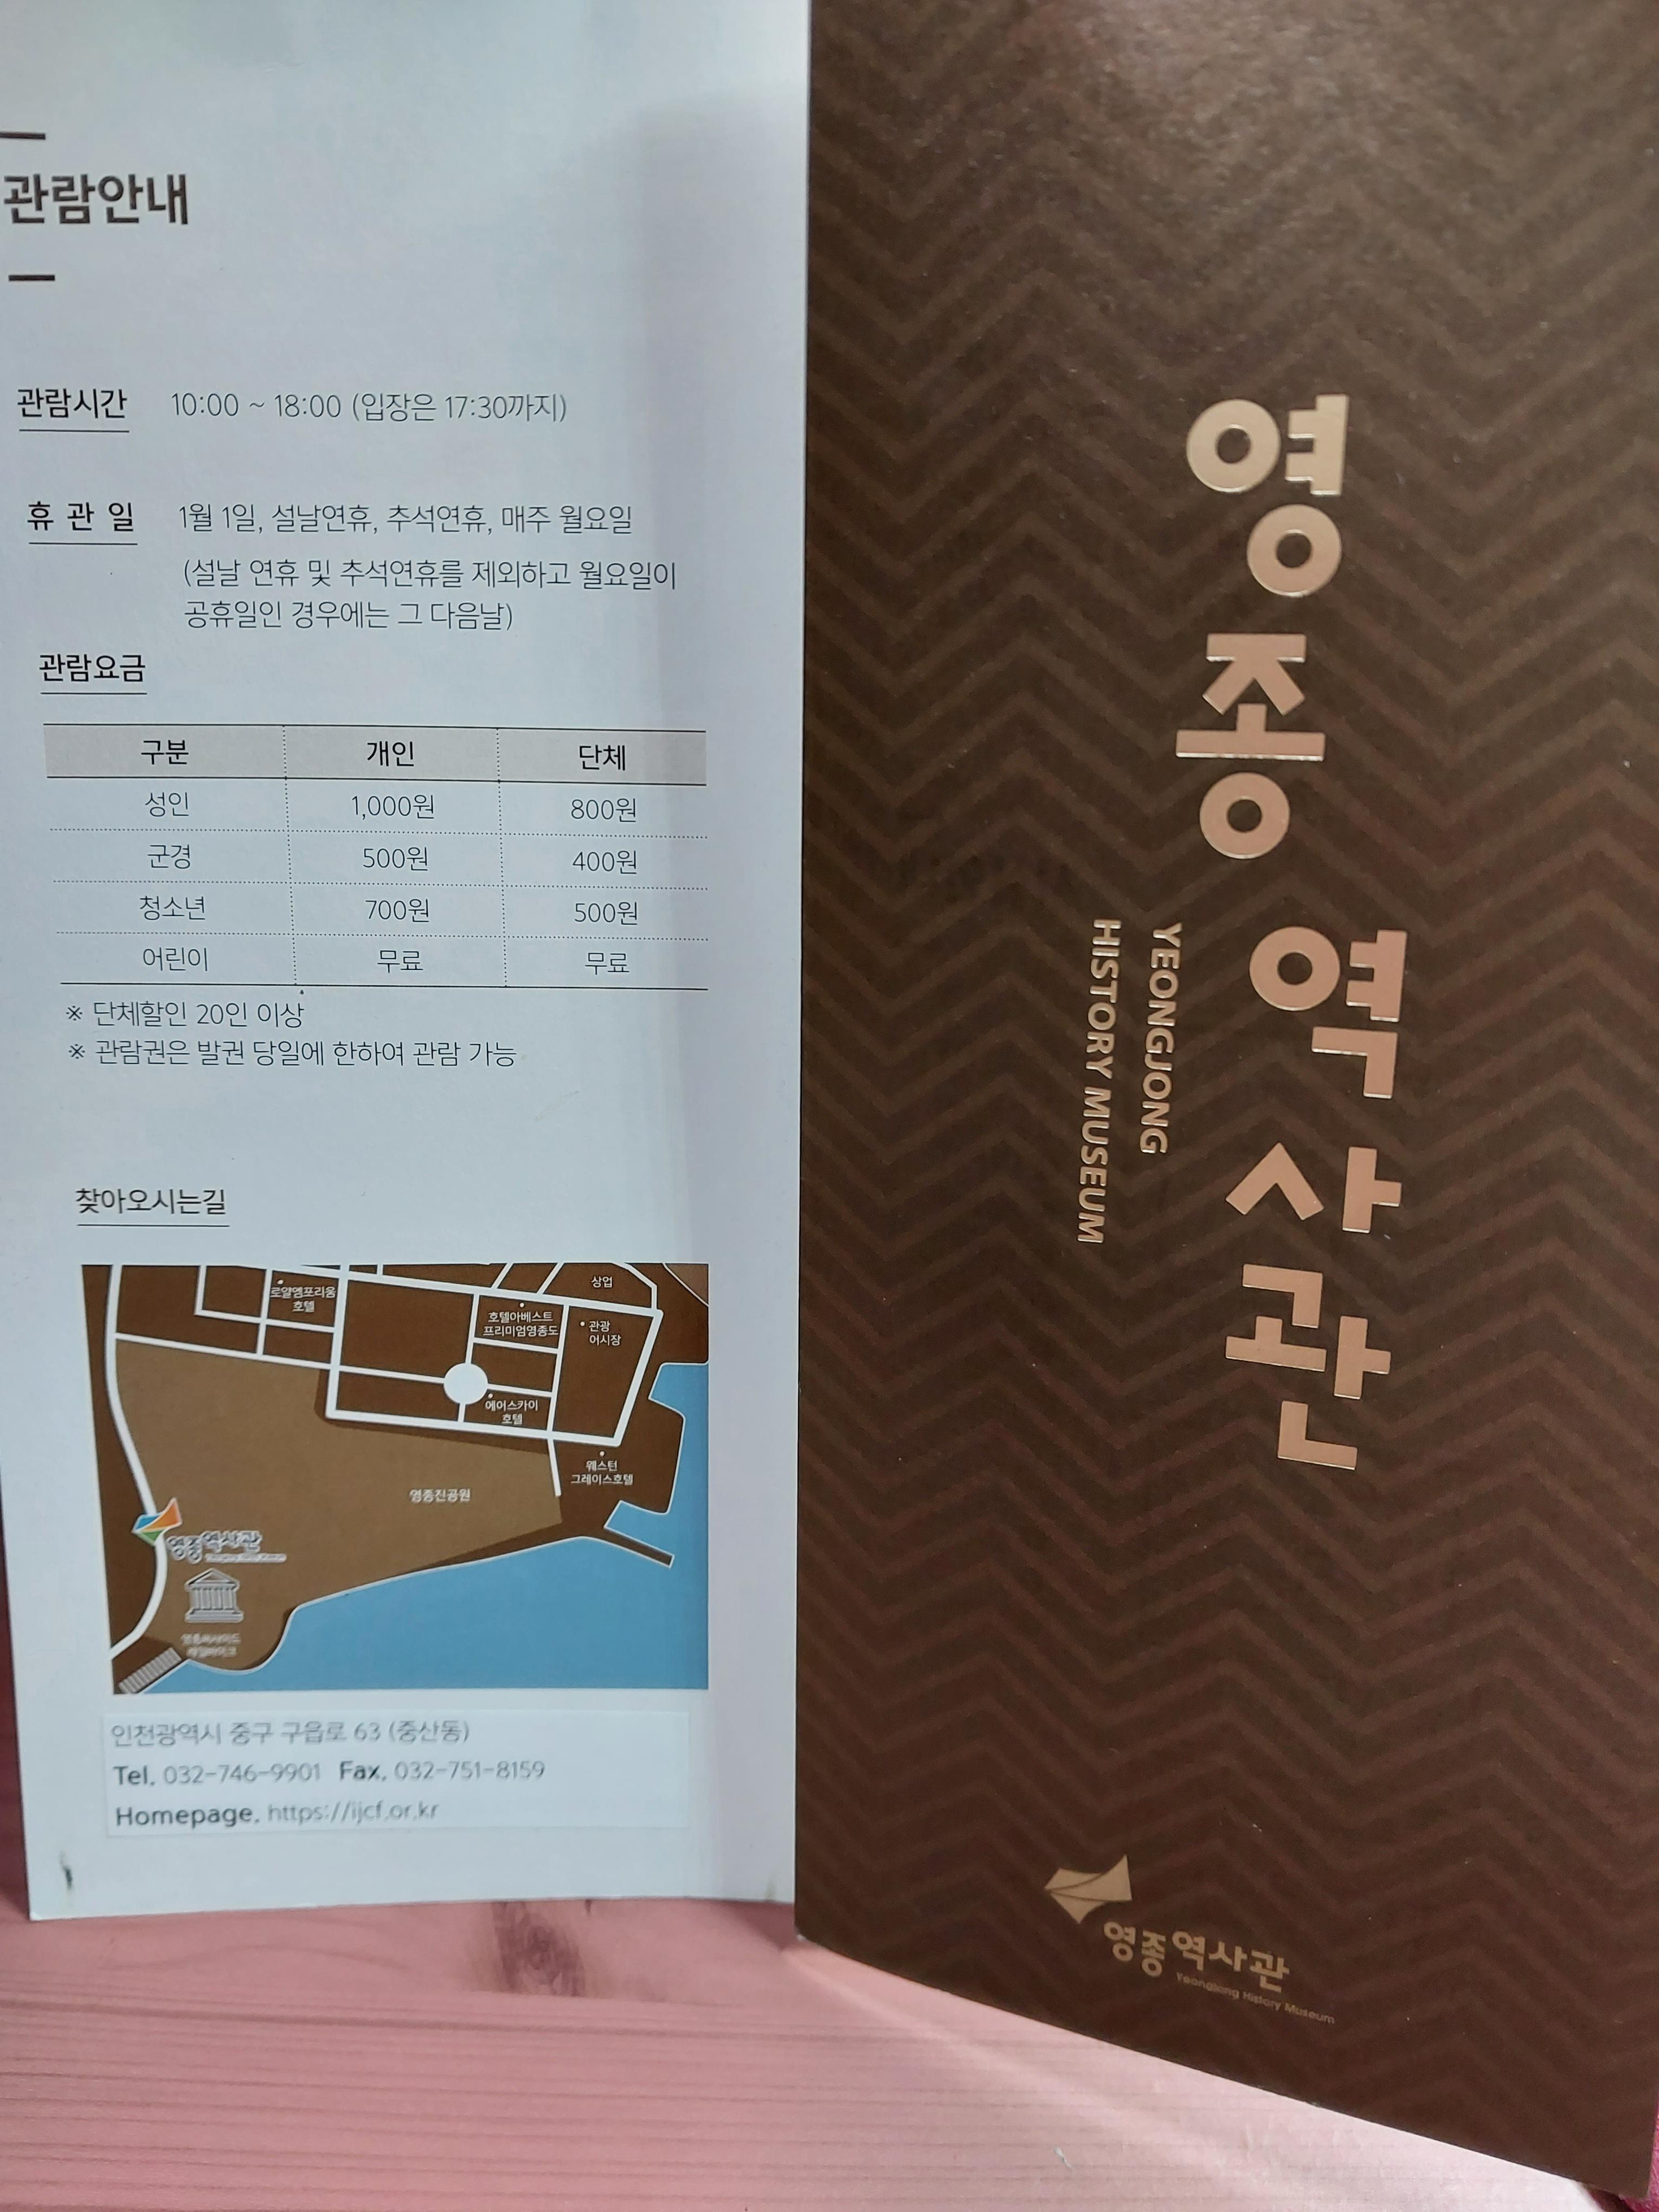 관람안내
관람시간 10:00 ~ 18:00 (입장은 17:30까지)
휴 관 일 1월 1일, 설날연휴, 추석연휴, 매주 월요일
(설날 연휴 및 추석연휴를 제외하고 월요일이
공휴일인 경우에는 그 다음날)
관람요금
구분 개인 단체
성인 1,000원 800원
군경 500원 400원
청소년 700원 500원
어린이 무료 무료
※ 단체할인 20인 이상
※ 관람권은 발권 당일에 한하여 관람 가능
찾아오시는길
로얄엠포리움
호텔
상업
호텔아베스트
프리미엄영종도
관광
어시장
에어스카이
호텔
웨스턴
그레이스호텔
영종진공원
영종역사관
영종씨사이드
레일바이크
인천광역시 중구 구읍로 63 (중산동)
Tel. 032-746-9901 Fax. 032-751-8159
Homepage. https://ijcf.or.kr
영종역사관
YEONGJONG
HISTORY MUSEUM
영종역사관
Yeongjong History Museum